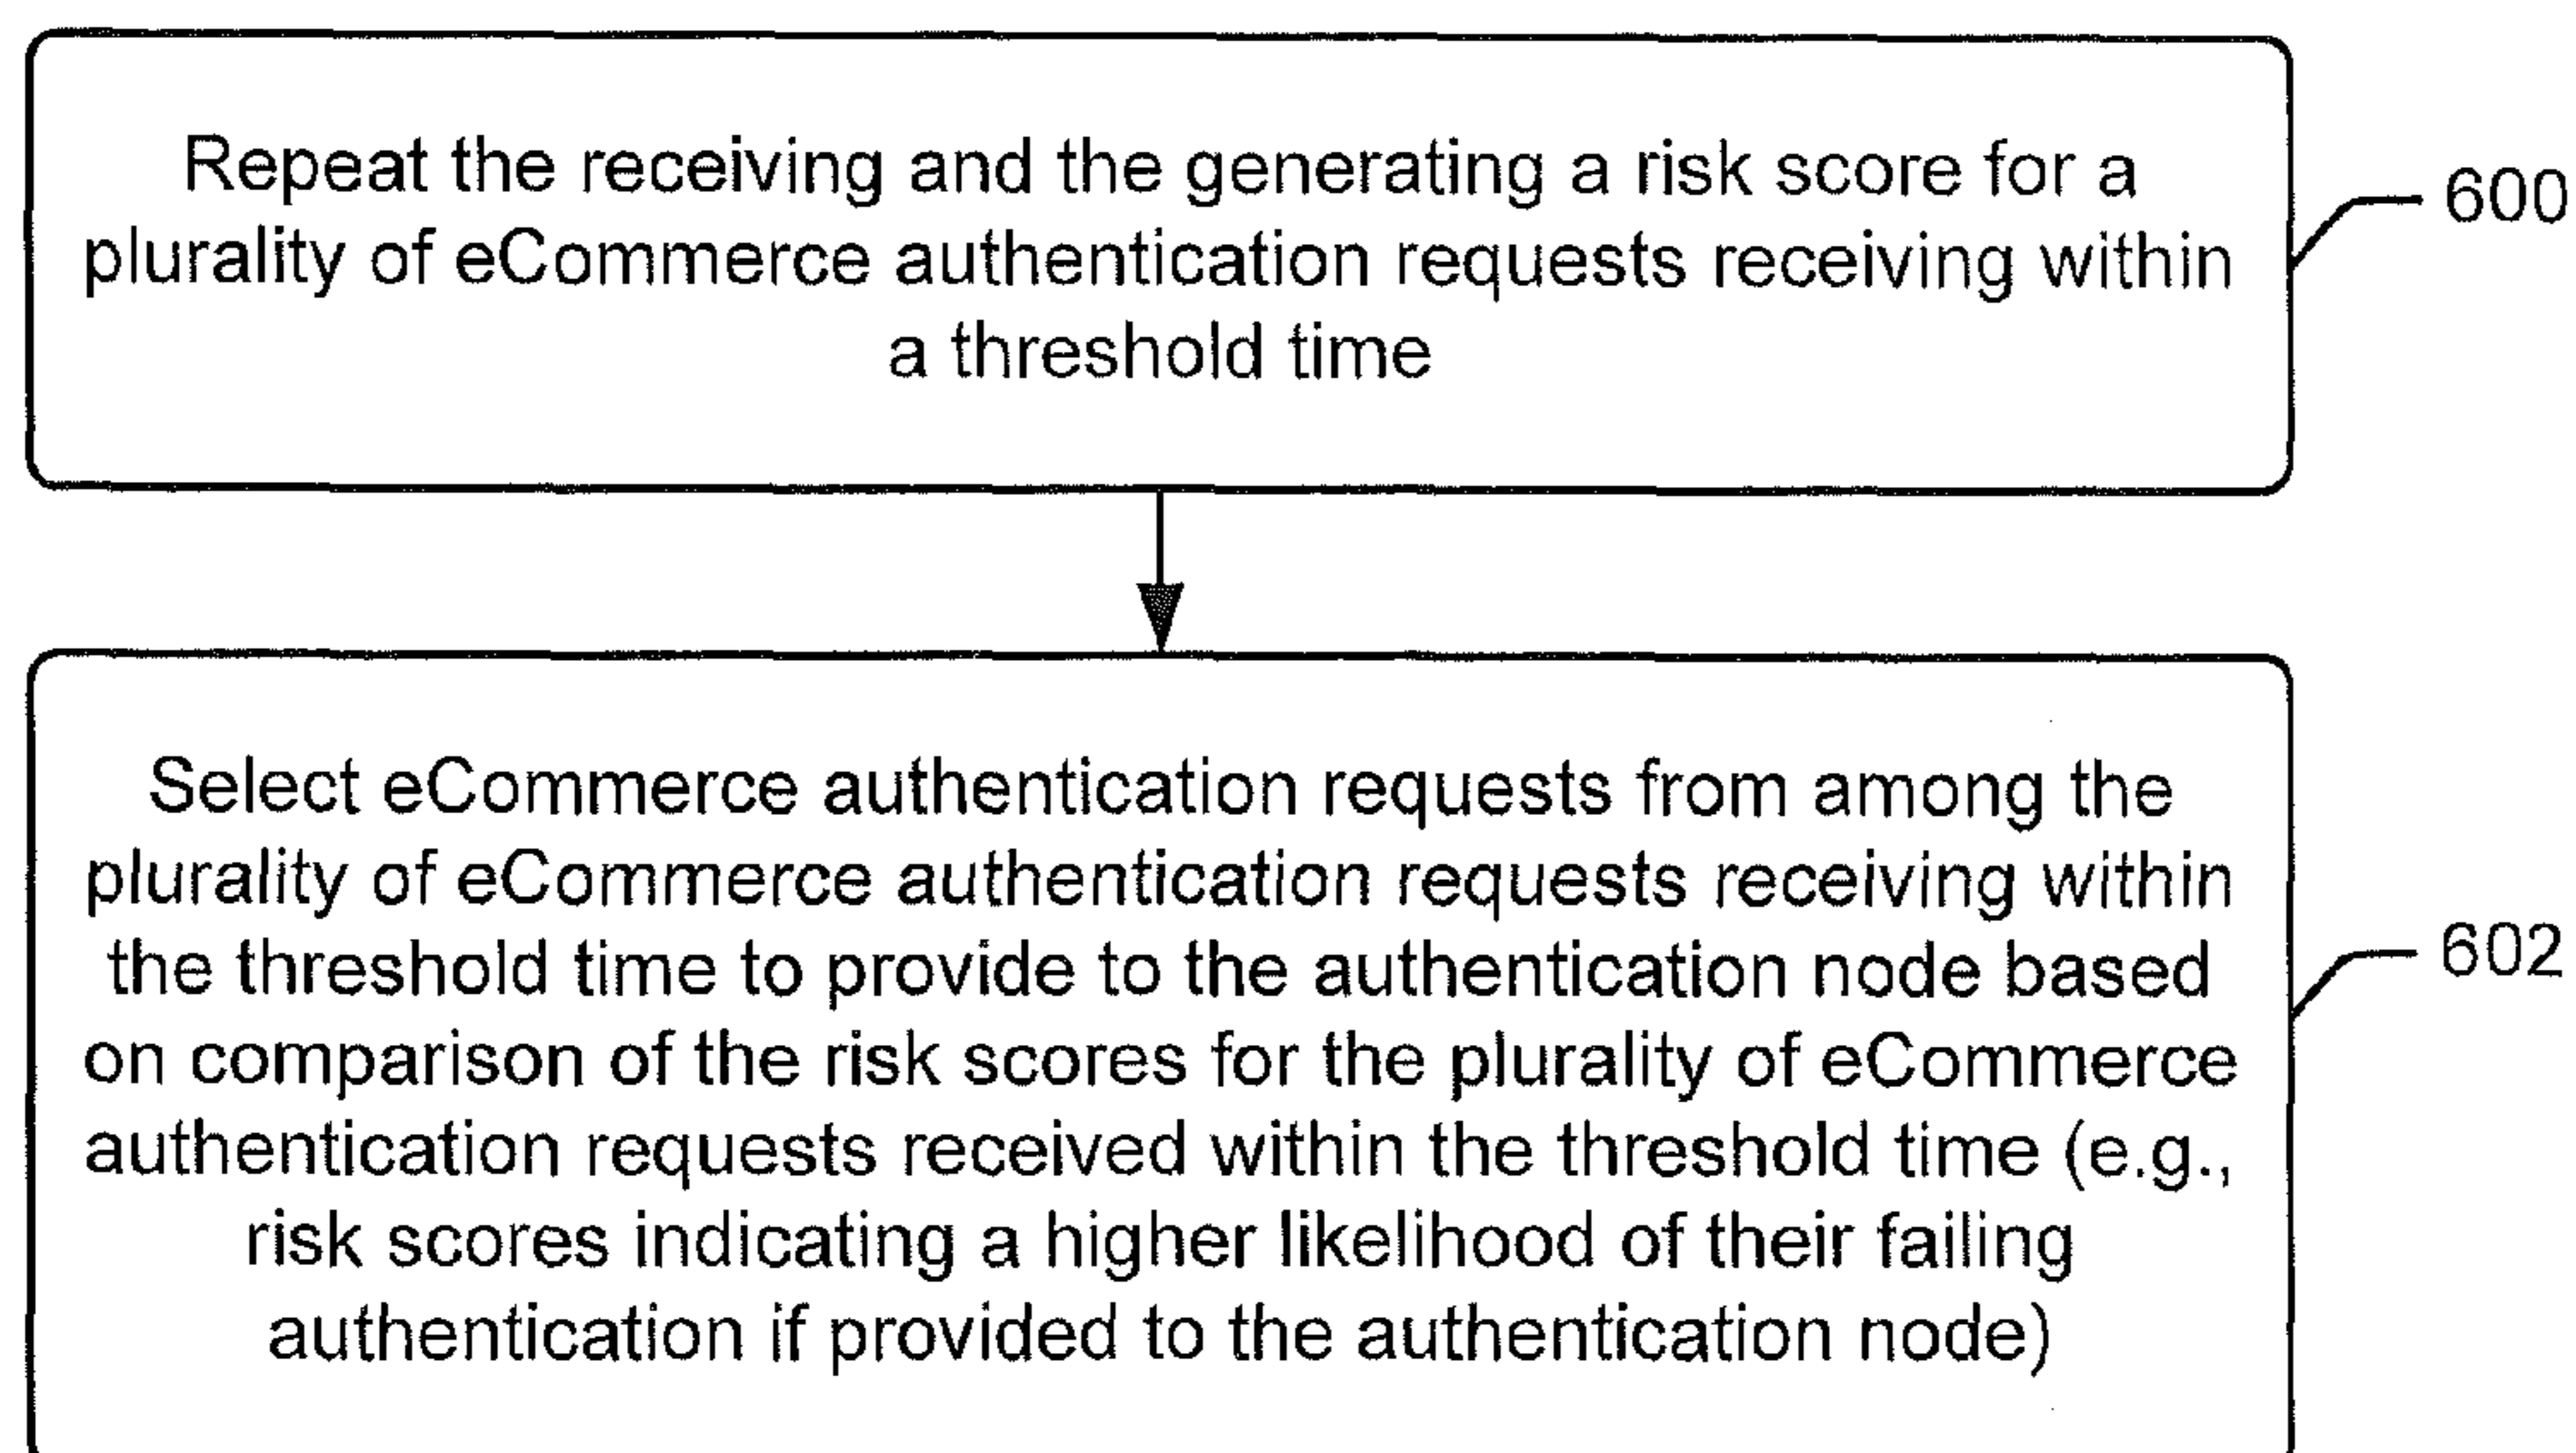 Repeat the receiving and the generating a risk score for a
plurality of eCommerce authentication requests receiving within
a threshold time
600
Select eCommerce authentication requests from among the
plurality of eCommerce authentication requests receiving within
the threshold time to provide to the authentication node based
on comparison of the risk scores for the plurality of eCommerce
authentication requests received within the threshold time (e.g.,
risk scores indicating a higher likelihood of their failing
authentication if provided to the authentication node)
602